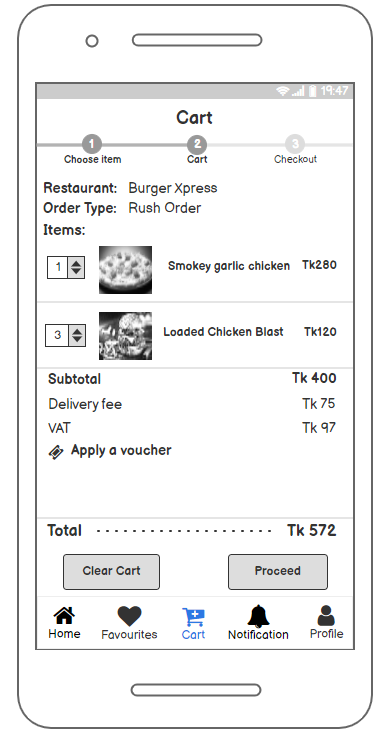 19:47
Cart
1 2 3
Choose item Cart Checkout
Restaurant: Burger Xpress
Order Type: Rush Order
Items:
1 Smokey garlic chicken Tk280
3 Loaded Chicken Blast Tk120
Subtotal Tk 400
Delivery fee Tk 75
VAT Tk 97
Apply a voucher
Total Tk 572
Clear Cart Proceed
Home Favourites Cart Notification Profile